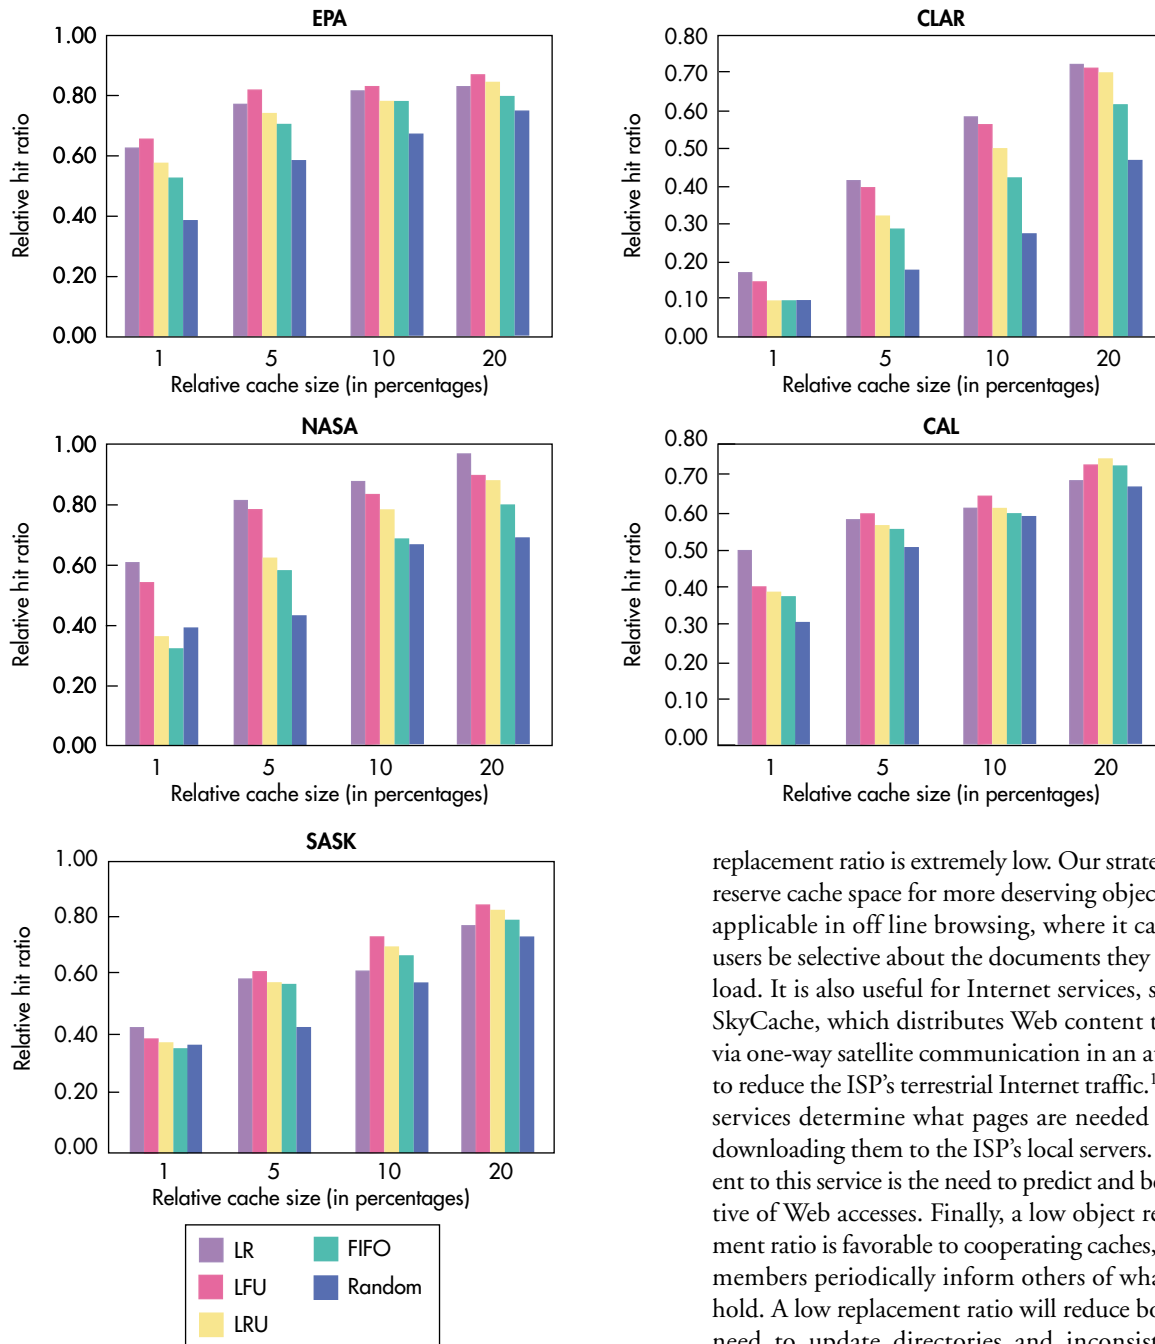 EPA
1.00
0.80
0.60
0.40
0.20
0.00
Relative hit ratio
1 5 10 20
Relative cache size (in percentages)
CLAR
0.80
0.70
0.60
0.50
0.40
0.30
0.20
0.10
0.00
Relative hit ratio
1 5 10 20
Relative cache size (in percentages)
NASA
1.00
0.80
0.60
0.40
0.20
0.00
Relative hit ratio
1 5 10 20
Relative cache size (in percentages)
CAL
0.80
0.70
0.60
0.50
0.40
0.30
0.20
0.10
0.00
Relative hit ratio
1 5 10 20
Relative cache size (in percentages)
SASK
1.00
0.80
0.60
0.40
0.20
0.00
Relative hit ratio
1 5 10 20
Relative cache size (in percentages)
LR
LFU
LRU
FIFO
Random
replacement ratio is extremely low. Our strate
reserve cache space for more deserving objec
applicable in off line browsing, where it ca
users be selective about the documents they
load. It is also useful for Internet services, s
SkyCache, which distributes Web content t
via one-way satellite communication in an a
to reduce the ISP's terrestrial Internet traffic.1
services determine what pages are needed
downloading them to the ISP's local servers.
ent to this service is the need to predict and be
tive of Web accesses. Finally, a low object re
ment ratio is favorable to cooperating caches,
members periodically inform others of wha
hold. A low replacement ratio will reduce bo
need to update directories and inconsist